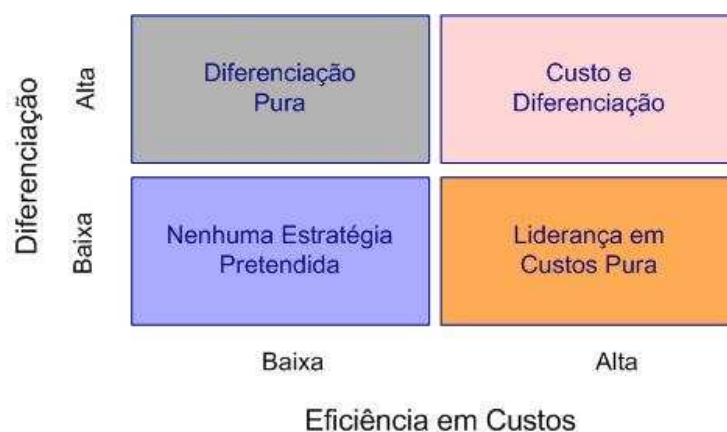 Diferenciação
Alta
Diferenciação
Pura
Custo e
Diferenciação
Baixa
Nenhuma Estratégia
Pretendida
Liderança em
Custos Pura
Baixa
Alta
Eficiência em Custos